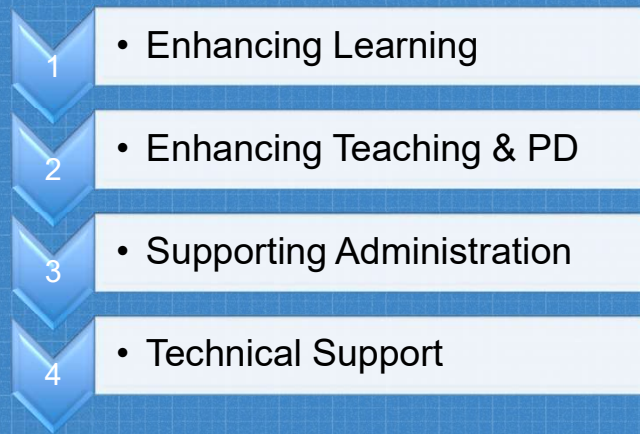 1 • Enhancing Learning
2 • Enhancing Teaching & PD
3 • Supporting Administration
4 • Technical Support